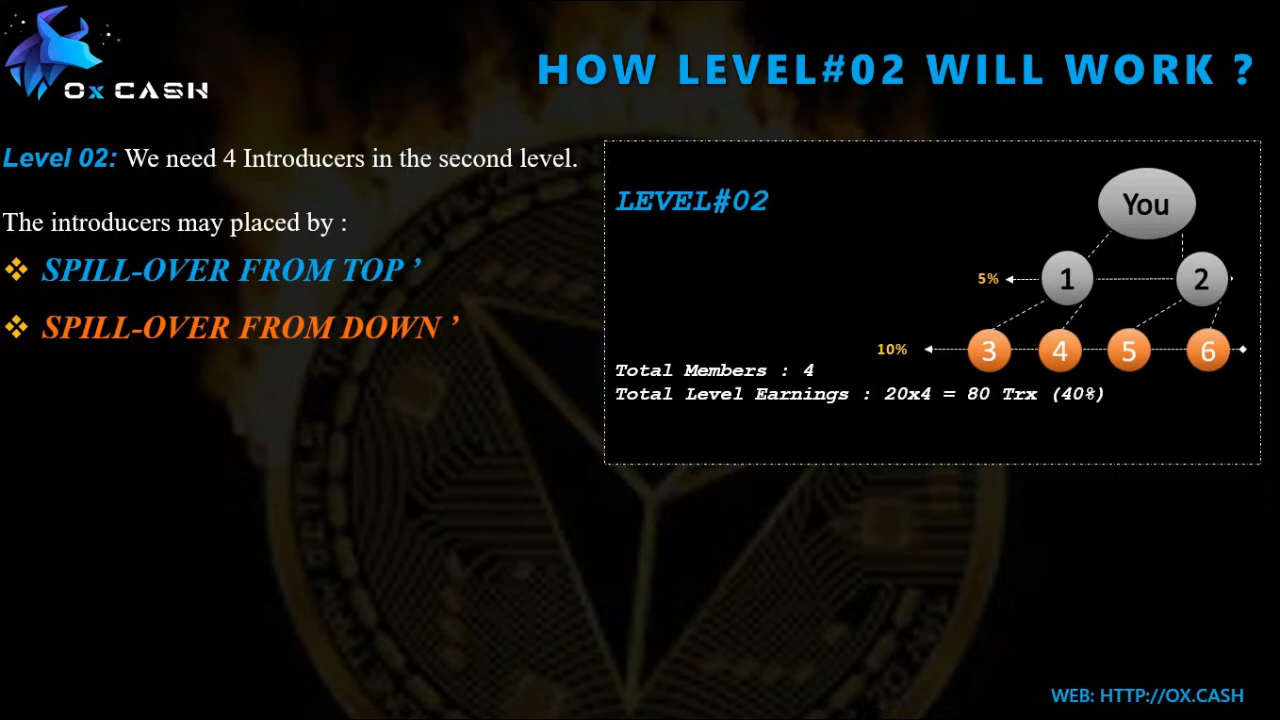 Ox CASH
HOW LEVEL#02 WILL WORK ?
Level 02: We need 4 Introducers in the second level.
The introducers may placed by :
❖ SPILL-OVER FROM TOP ’
❖ SPILL-OVER FROM DOWN ’
LEVEL#02
You
5% 1 2
10% 3 4 5 6
Total Members : 4
Total Level Earnings : 20x4 = 80 Trx (40%)
WEB: HTTP://OX.CASH